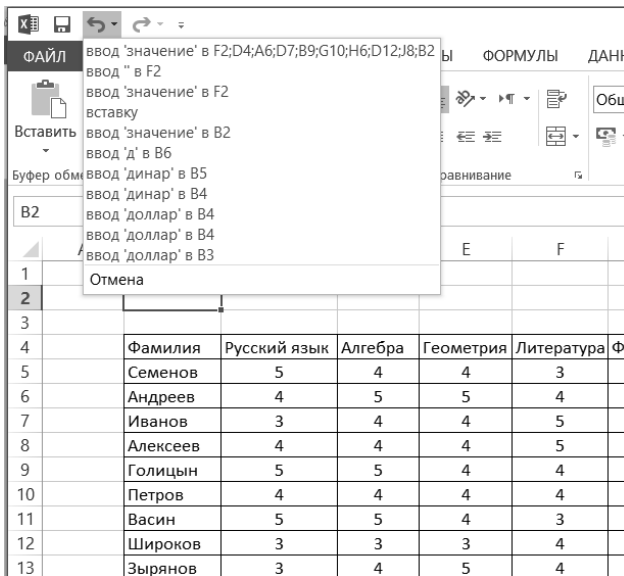 ФАЙЛ
ввод 'значение' в F2;D4;A6;D7;B9;G10;H6;D12;J8;B2
Ы ФОРМУЛЫ ДАНН
ввод '' в F2
ввод 'значение' в F2
Общ
вставку
Вставить
ввод 'значение' в B2
ввод 'д' в B6
Буфер обме
ввод 'динар' в B5
равнивание
ввод 'динар' в B4
B2
ввод 'доллар' в B4
ввод 'доллар' в B4
ввод 'доллар' в B3
E F
Отмена
1
2
3
4 Фамилия Русский язык Алгебра Геометрия Литература Ф
5 Семенов 5 4 4 3
6 Андреев 4 5 5 4
7 Иванов 3 4 4 5
8 Алексеев 4 4 4 5
9 Голицын 5 5 4 4
10 Петров 4 4 4 4
11 Васин 5 5 4 3
12 Широков 3 3 3 4
13 Зырянов 3 4 5 4